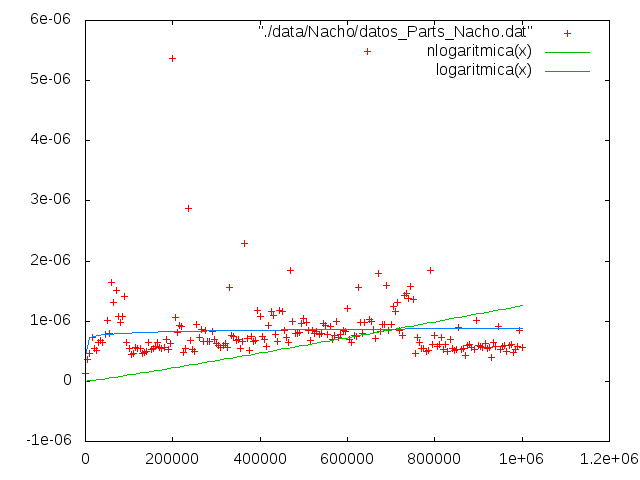 6e-06
"./data/Nacho/datos_Parts_Nacho.dat"
nlogaritmica(x)
logaritmica(x)
5e-06
4e-06
3e-06
2e-06
1e-06
0
-1e-06
0 200000 400000 600000 800000 1e+06 1.2e+06